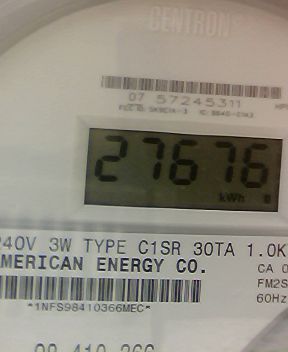 CENTRON
07 57245311
27676
kWh
240V 3W TYPE C1SR 30TA 1.0K
AMERICAN ENERGY CO.
CA 0
FM2S
60Hz
*1NFS98410366MEC*